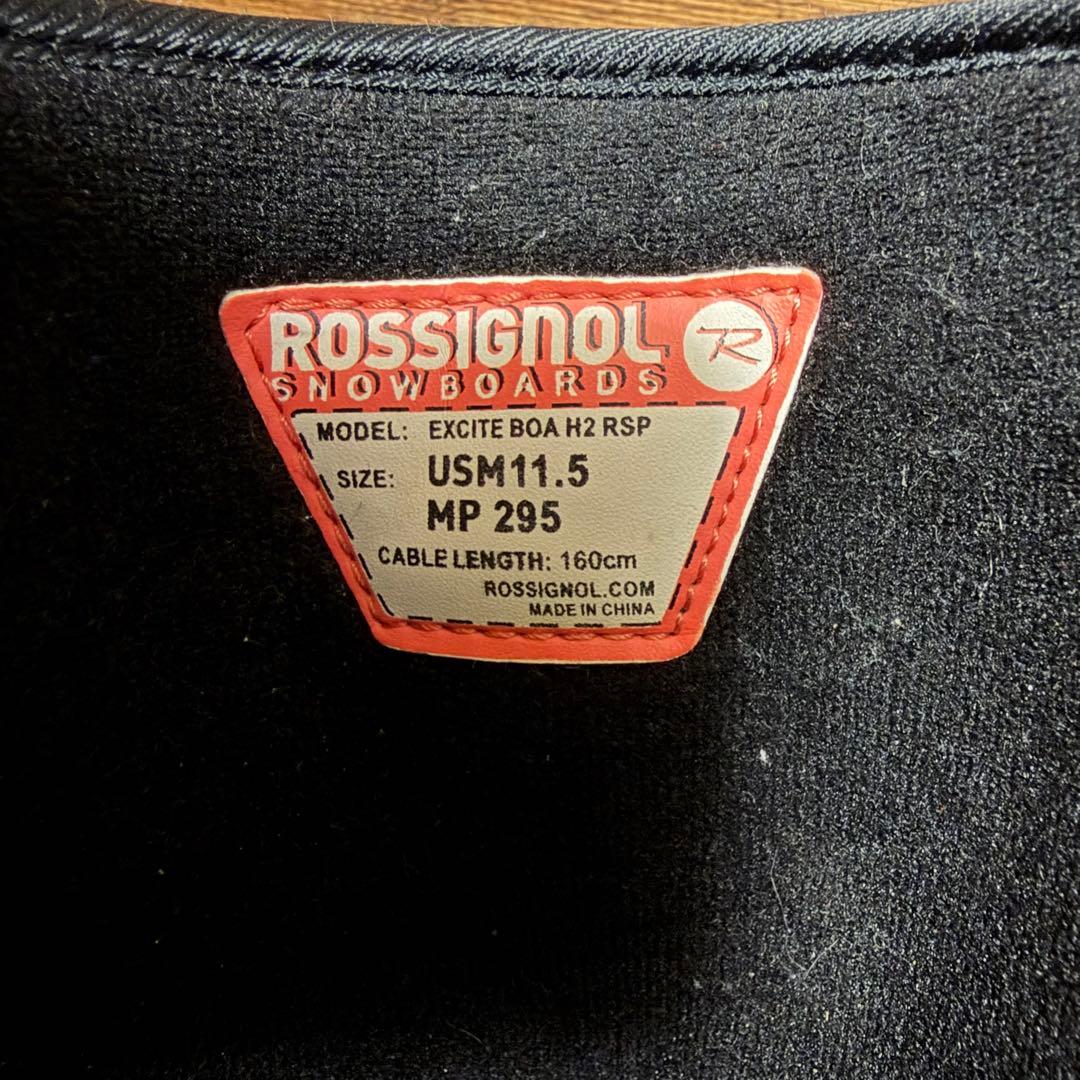 ROSSIGNOL R
SNOWBOARDS
MODEL: EXCITE BOA H2 RSP
SIZE: USM11.5
MP 295
CABLE LENGTH: 160cm
ROSSIGNOL.COM
MADE IN CHINA